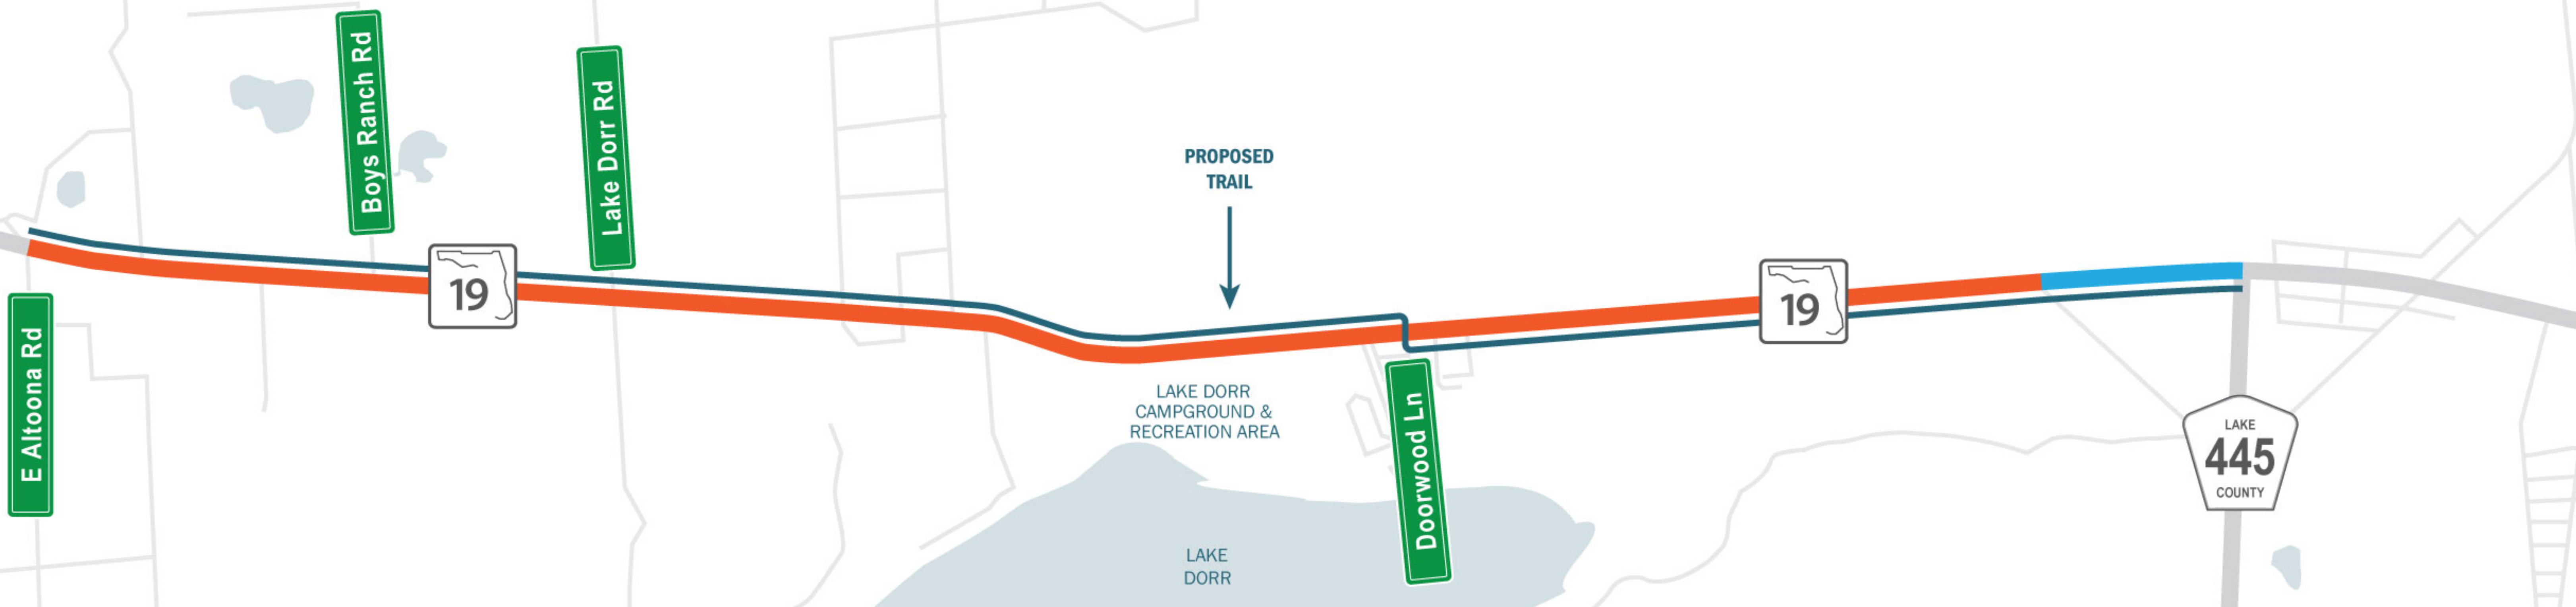 Boys Ranch Rd
Lake Dorr Rd
PROPOSED
TRAIL
19
19
E Altoona Rd
LAKE DORR
CAMPGROUND &
RECREATION AREA
Doorwood Ln
LAKE
445
COUNTY
LAKE
DORR